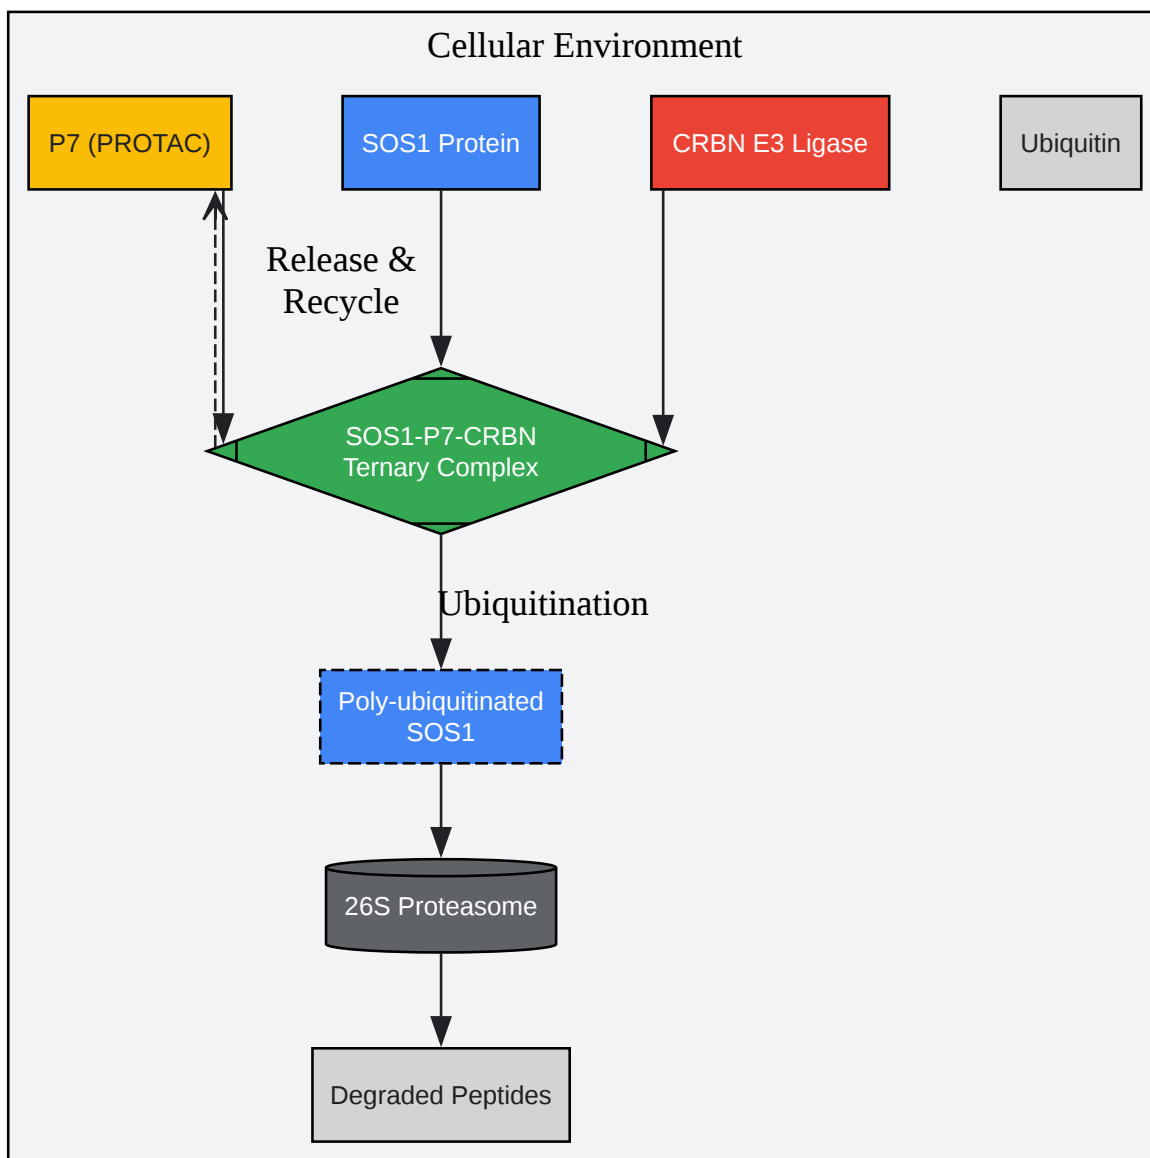 Cellular Environment
P7 (PROTAC)
SOS1 Protein
CRBN E3 Ligase
Ubiquitin
Release &
Recycle
SOS1-P7-CRBN
Ternary Complex
Ubiquitination
Poly-ubiquitinated
SOS1
26S Proteasome
Degraded Peptides